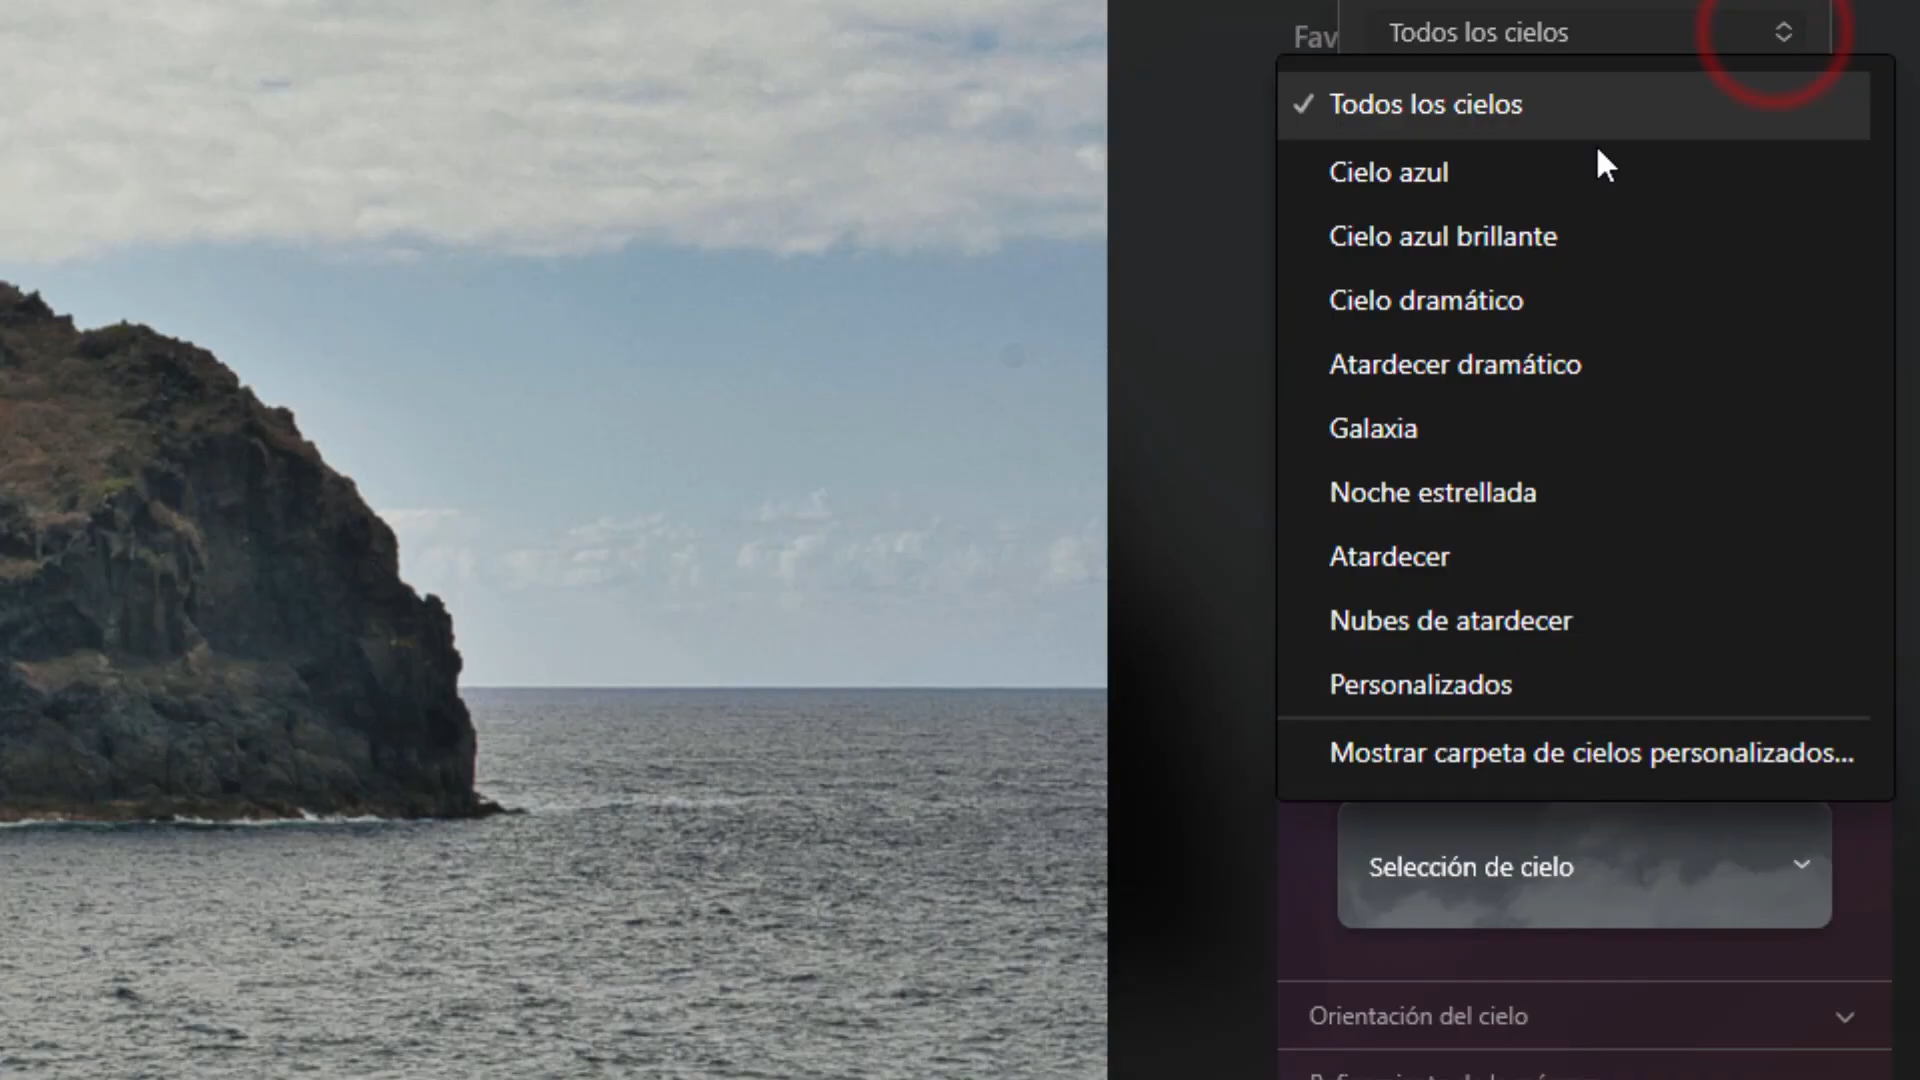 Fav
Todos los cielos
Todos los cielos
Cielo azul
Cielo azul brillante
Cielo dramático
Atardecer dramático
Galaxia
Noche estrellada
Atardecer
Nubes de atardecer
Personalizados
Mostrar carpeta de cielos personalizados...
Selección de cielo
Orientación del cielo